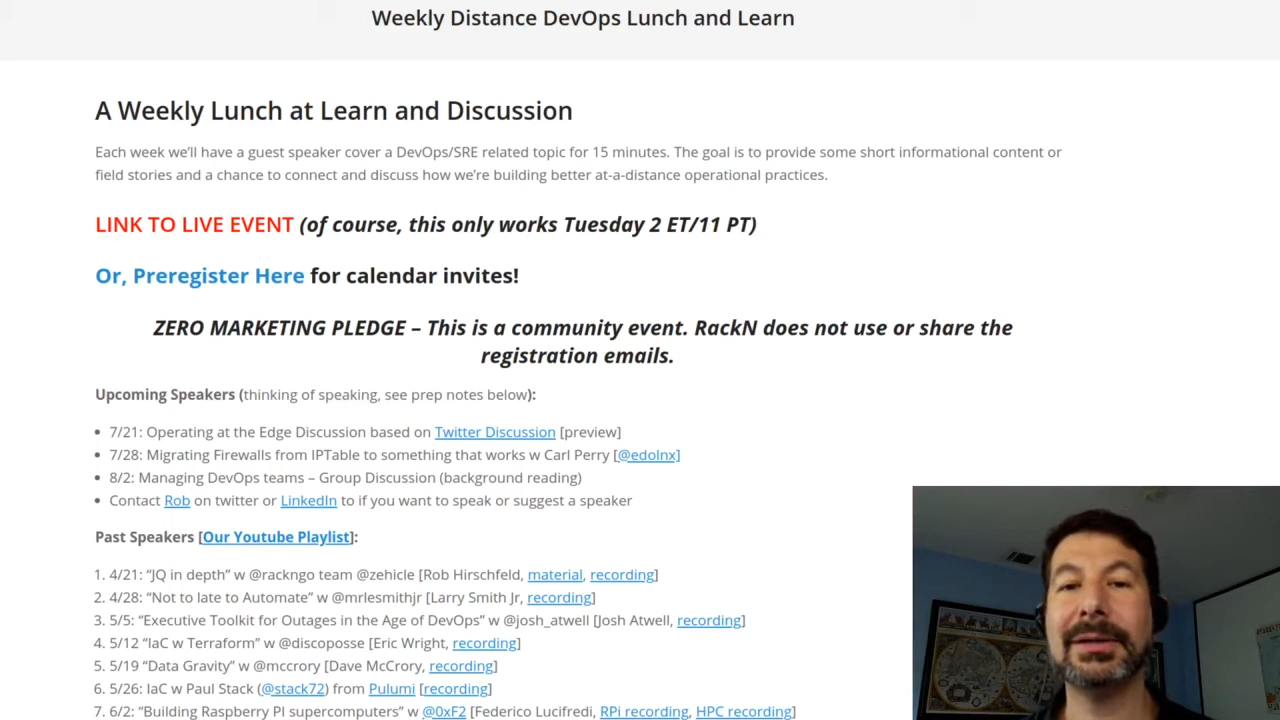 Weekly Distance DevOps Lunch and Learn
A Weekly Lunch at Learn and Discussion
Each week we'll have a guest speaker cover a DevOps/SRE related topic for 15 minutes. The goal is to provide some short informational content or
field stories and a chance to connect and discuss how we're building better at-a-distance operational practices.
LINK TO LIVE EVENT (of course, this only works Tuesday 2 ET/11 PT)
Or, Preregister Here for calendar invites!
ZERO MARKETING PLEDGE – This is a community event. RackN does not use or share the
registration emails.
Upcoming Speakers (thinking of speaking, see prep notes below):
• 7/21: Operating at the Edge Discussion based on Twitter Discussion [preview]
• 7/28: Migrating Firewalls from IPTable to something that works w Carl Perry [@edolnx]
• 8/2: Managing DevOps teams – Group Discussion (background reading)
• Contact Rob on twitter or LinkedIn to if you want to speak or suggest a speaker
Past Speakers [Our Youtube Playlist]:
1. 4/21: “JQ in depth” w @rackngo team @zehicle [Rob Hirschfeld, material, recording]
2. 4/28: “Not to late to Automate” w @mrlesmithjr [Larry Smith Jr, recording]
3. 5/5: “Executive Toolkit for Outages in the Age of DevOps” w @josh_atwell [Josh Atwell, recording]
4. 5/12 “IaC w Terraform” w @discoposse [Eric Wright, recording]
5. 5/19 “Data Gravity” w @mccrory [Dave McCrory, recording]
6. 5/26: IaC w Paul Stack (@stack72) from Pulumi [recording]
7. 6/2: “Building Raspberry PI supercomputers” w @0xF2 [Federico Lucifredi, RPi recording, HPC recording]